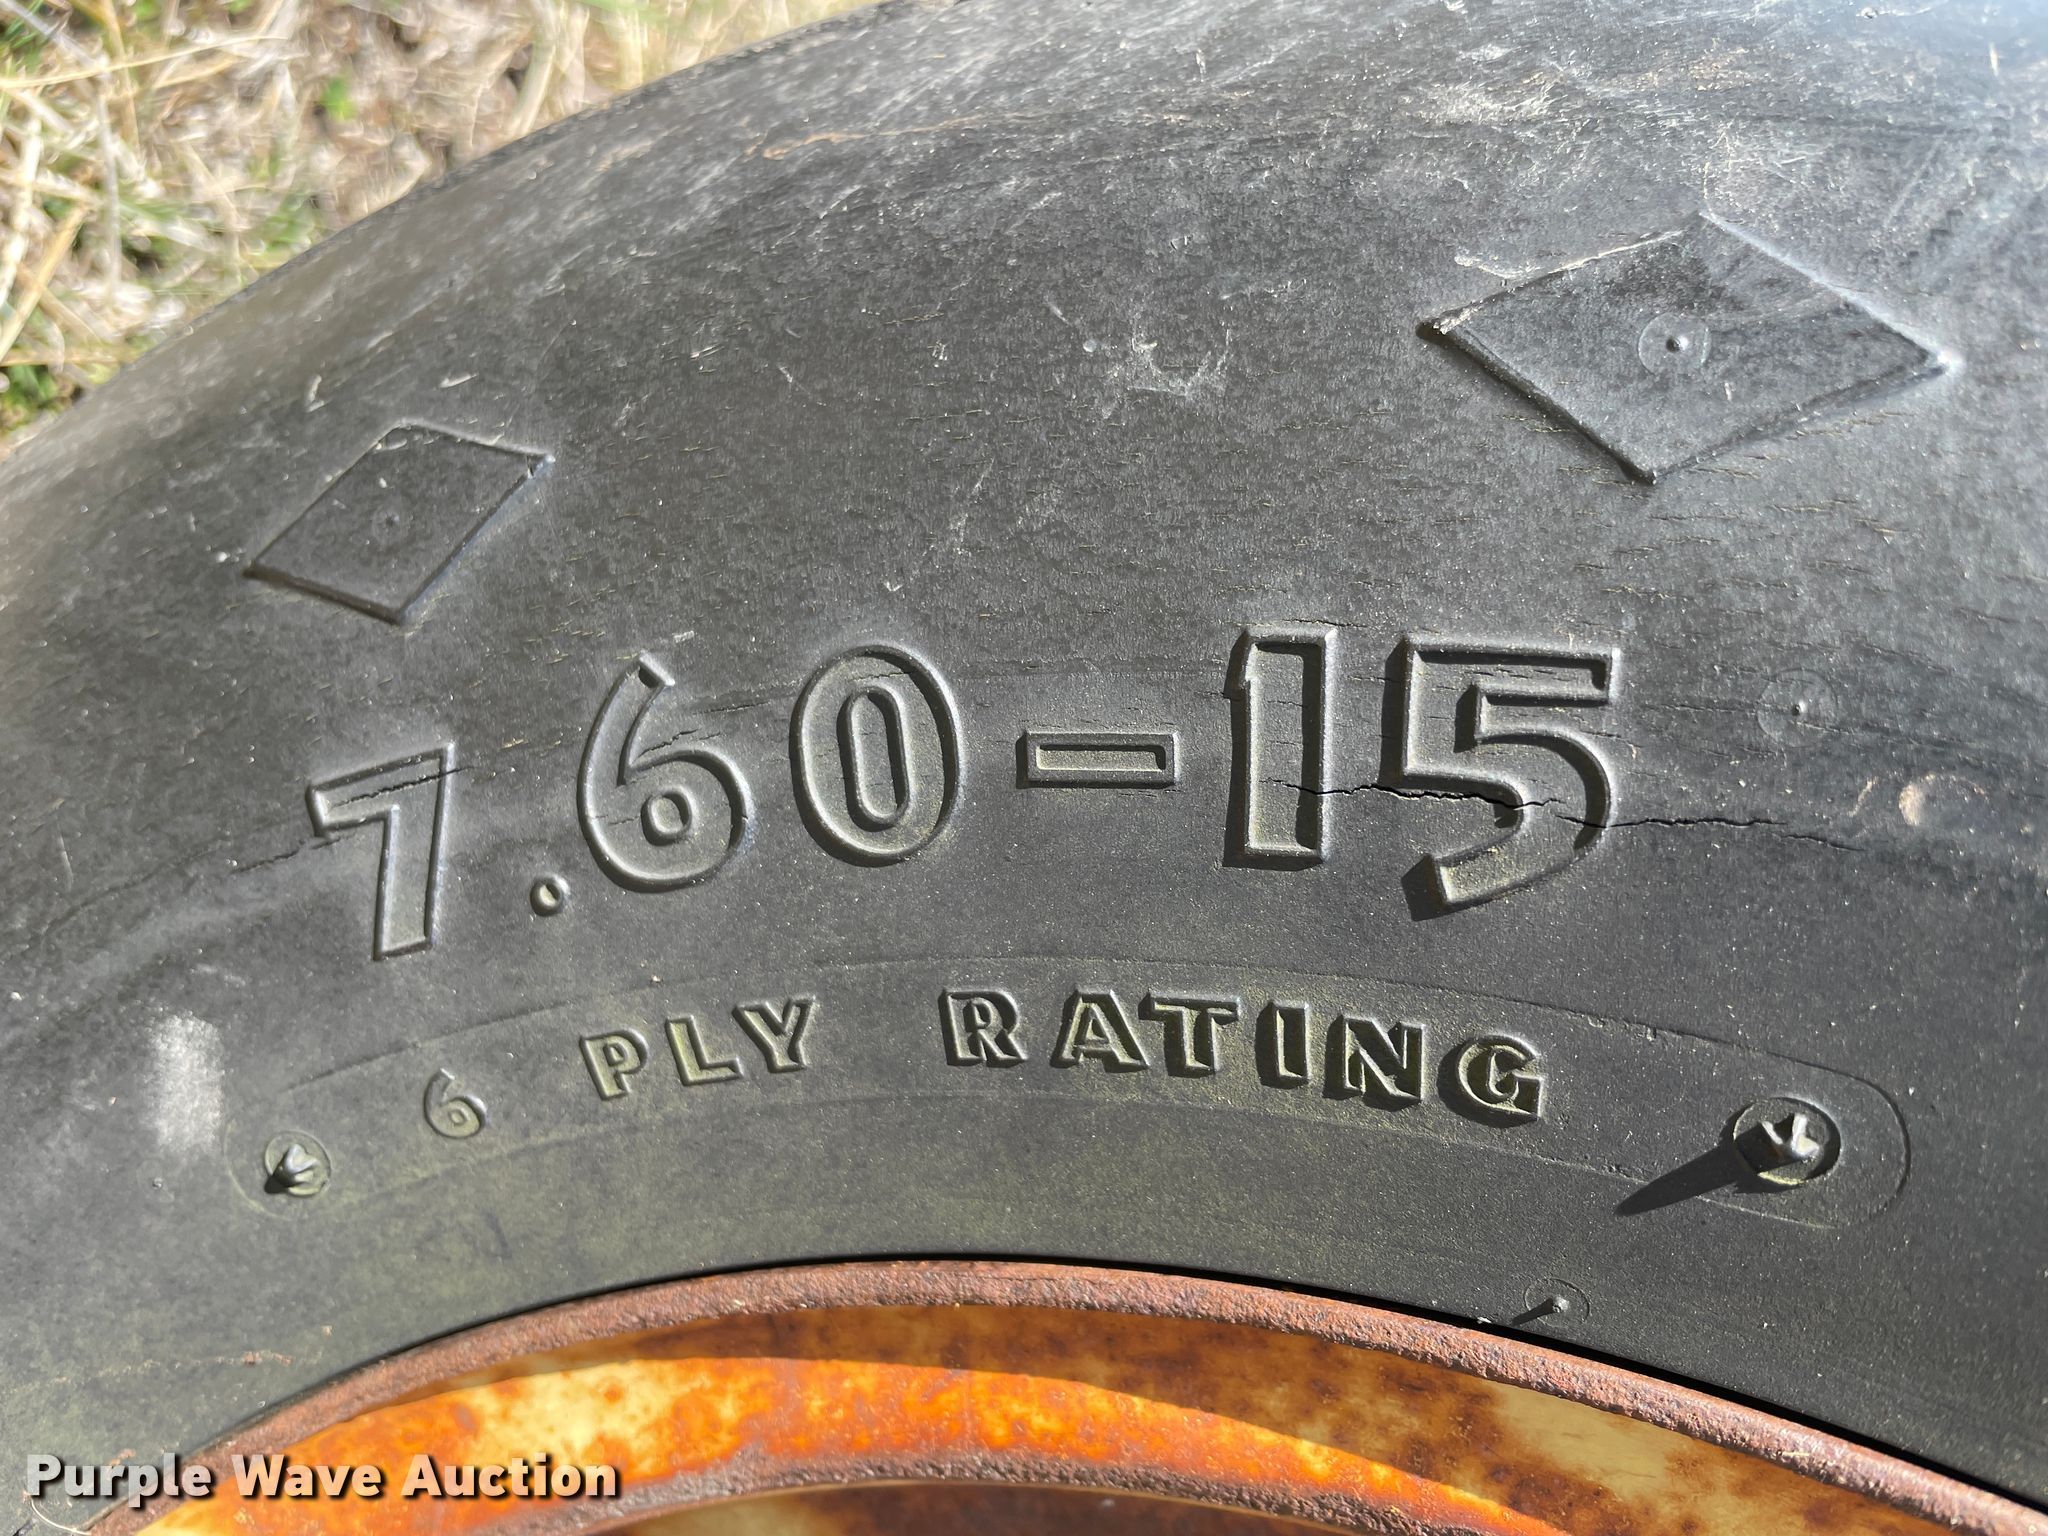 7.60-15
6 PLY RATING
Purple Wave Auction